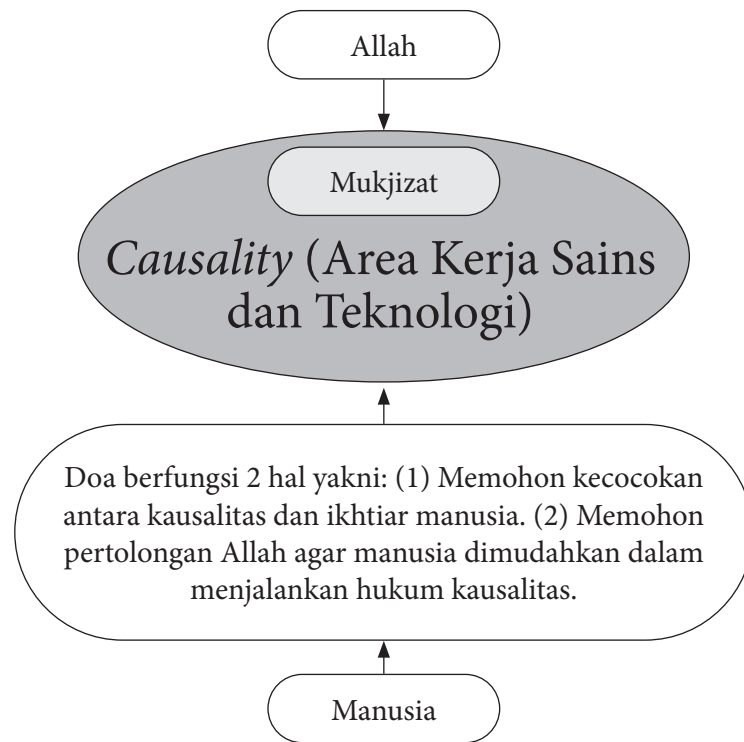 Allah
Mukjizat
Causality (Area Kerja Sains
dan Teknologi)
Doa berfungsi 2 hal yakni: (1) Memohon kecocokan
antara kausalitas dan ikhtiar manusia. (2) Memohon
pertolongan Allah agar manusia dimudahkan dalam
menjalankan hukum kausalitas.
Manusia